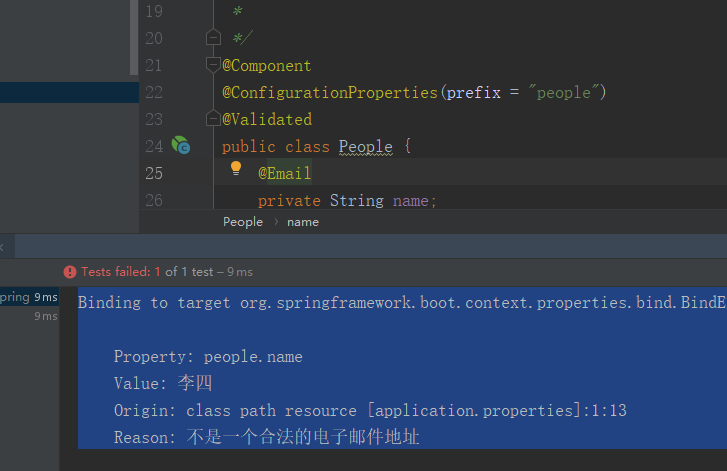 19 *
20 */
21 @Component
22 @ConfigurationProperties(prefix = "people")
23 @Validated
24 public class People {
25 @Email
26 private String name;
People › name
Tests failed: 1 of 1 test – 9 ms
pring 9 ms
9 ms
Binding to target org.springframework.boot.context.properties.bind.BindE
Property: people.name
Value: 李四
Origin: class path resource [application.properties]:1:13
Reason: 不是一个合法的电子邮件地址